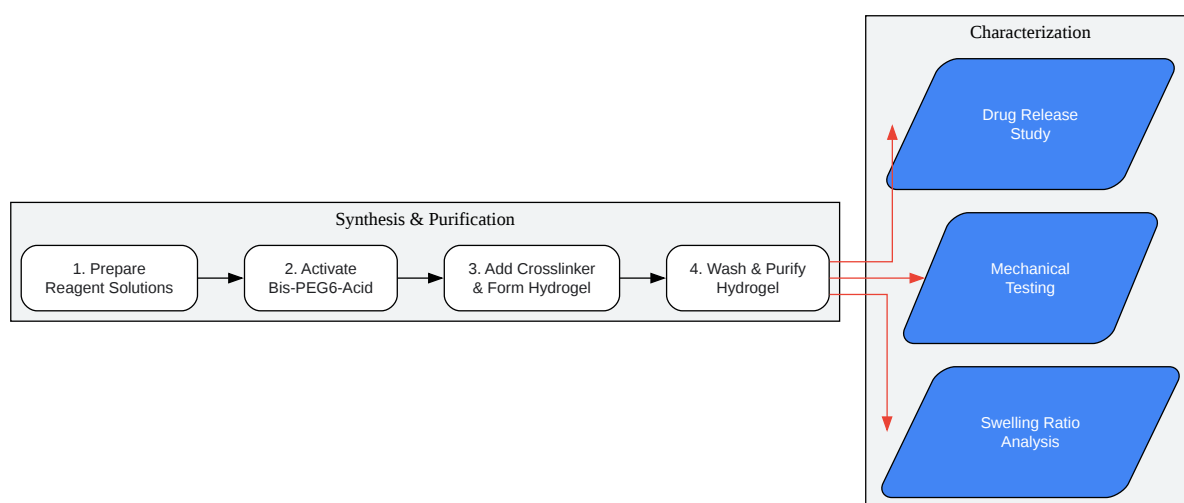 Synthesis & Purification
1. Prepare
Reagent Solutions
2. Activate
Bis-PEG6-Acid
3. Add Crosslinker
& Form Hydrogel
4. Wash & Purify
Hydrogel
Characterization
Drug Release
Study
Mechanical
Testing
Swelling Ratio
Analysis